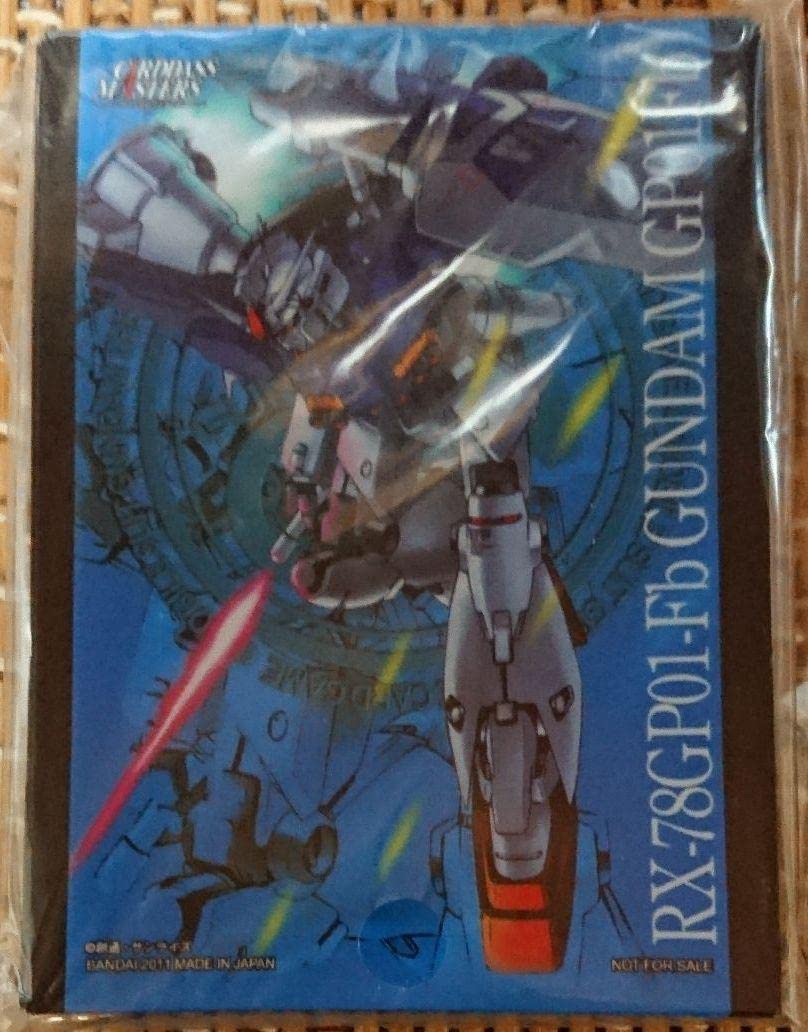 CARDDASS
MASTERS
RX-78GP01-Fb GUNDAM GP01Fb
CARDGAME
©創通・サンライズ
BANDAI 2011 MADE IN JAPAN
NOT FOR SALE